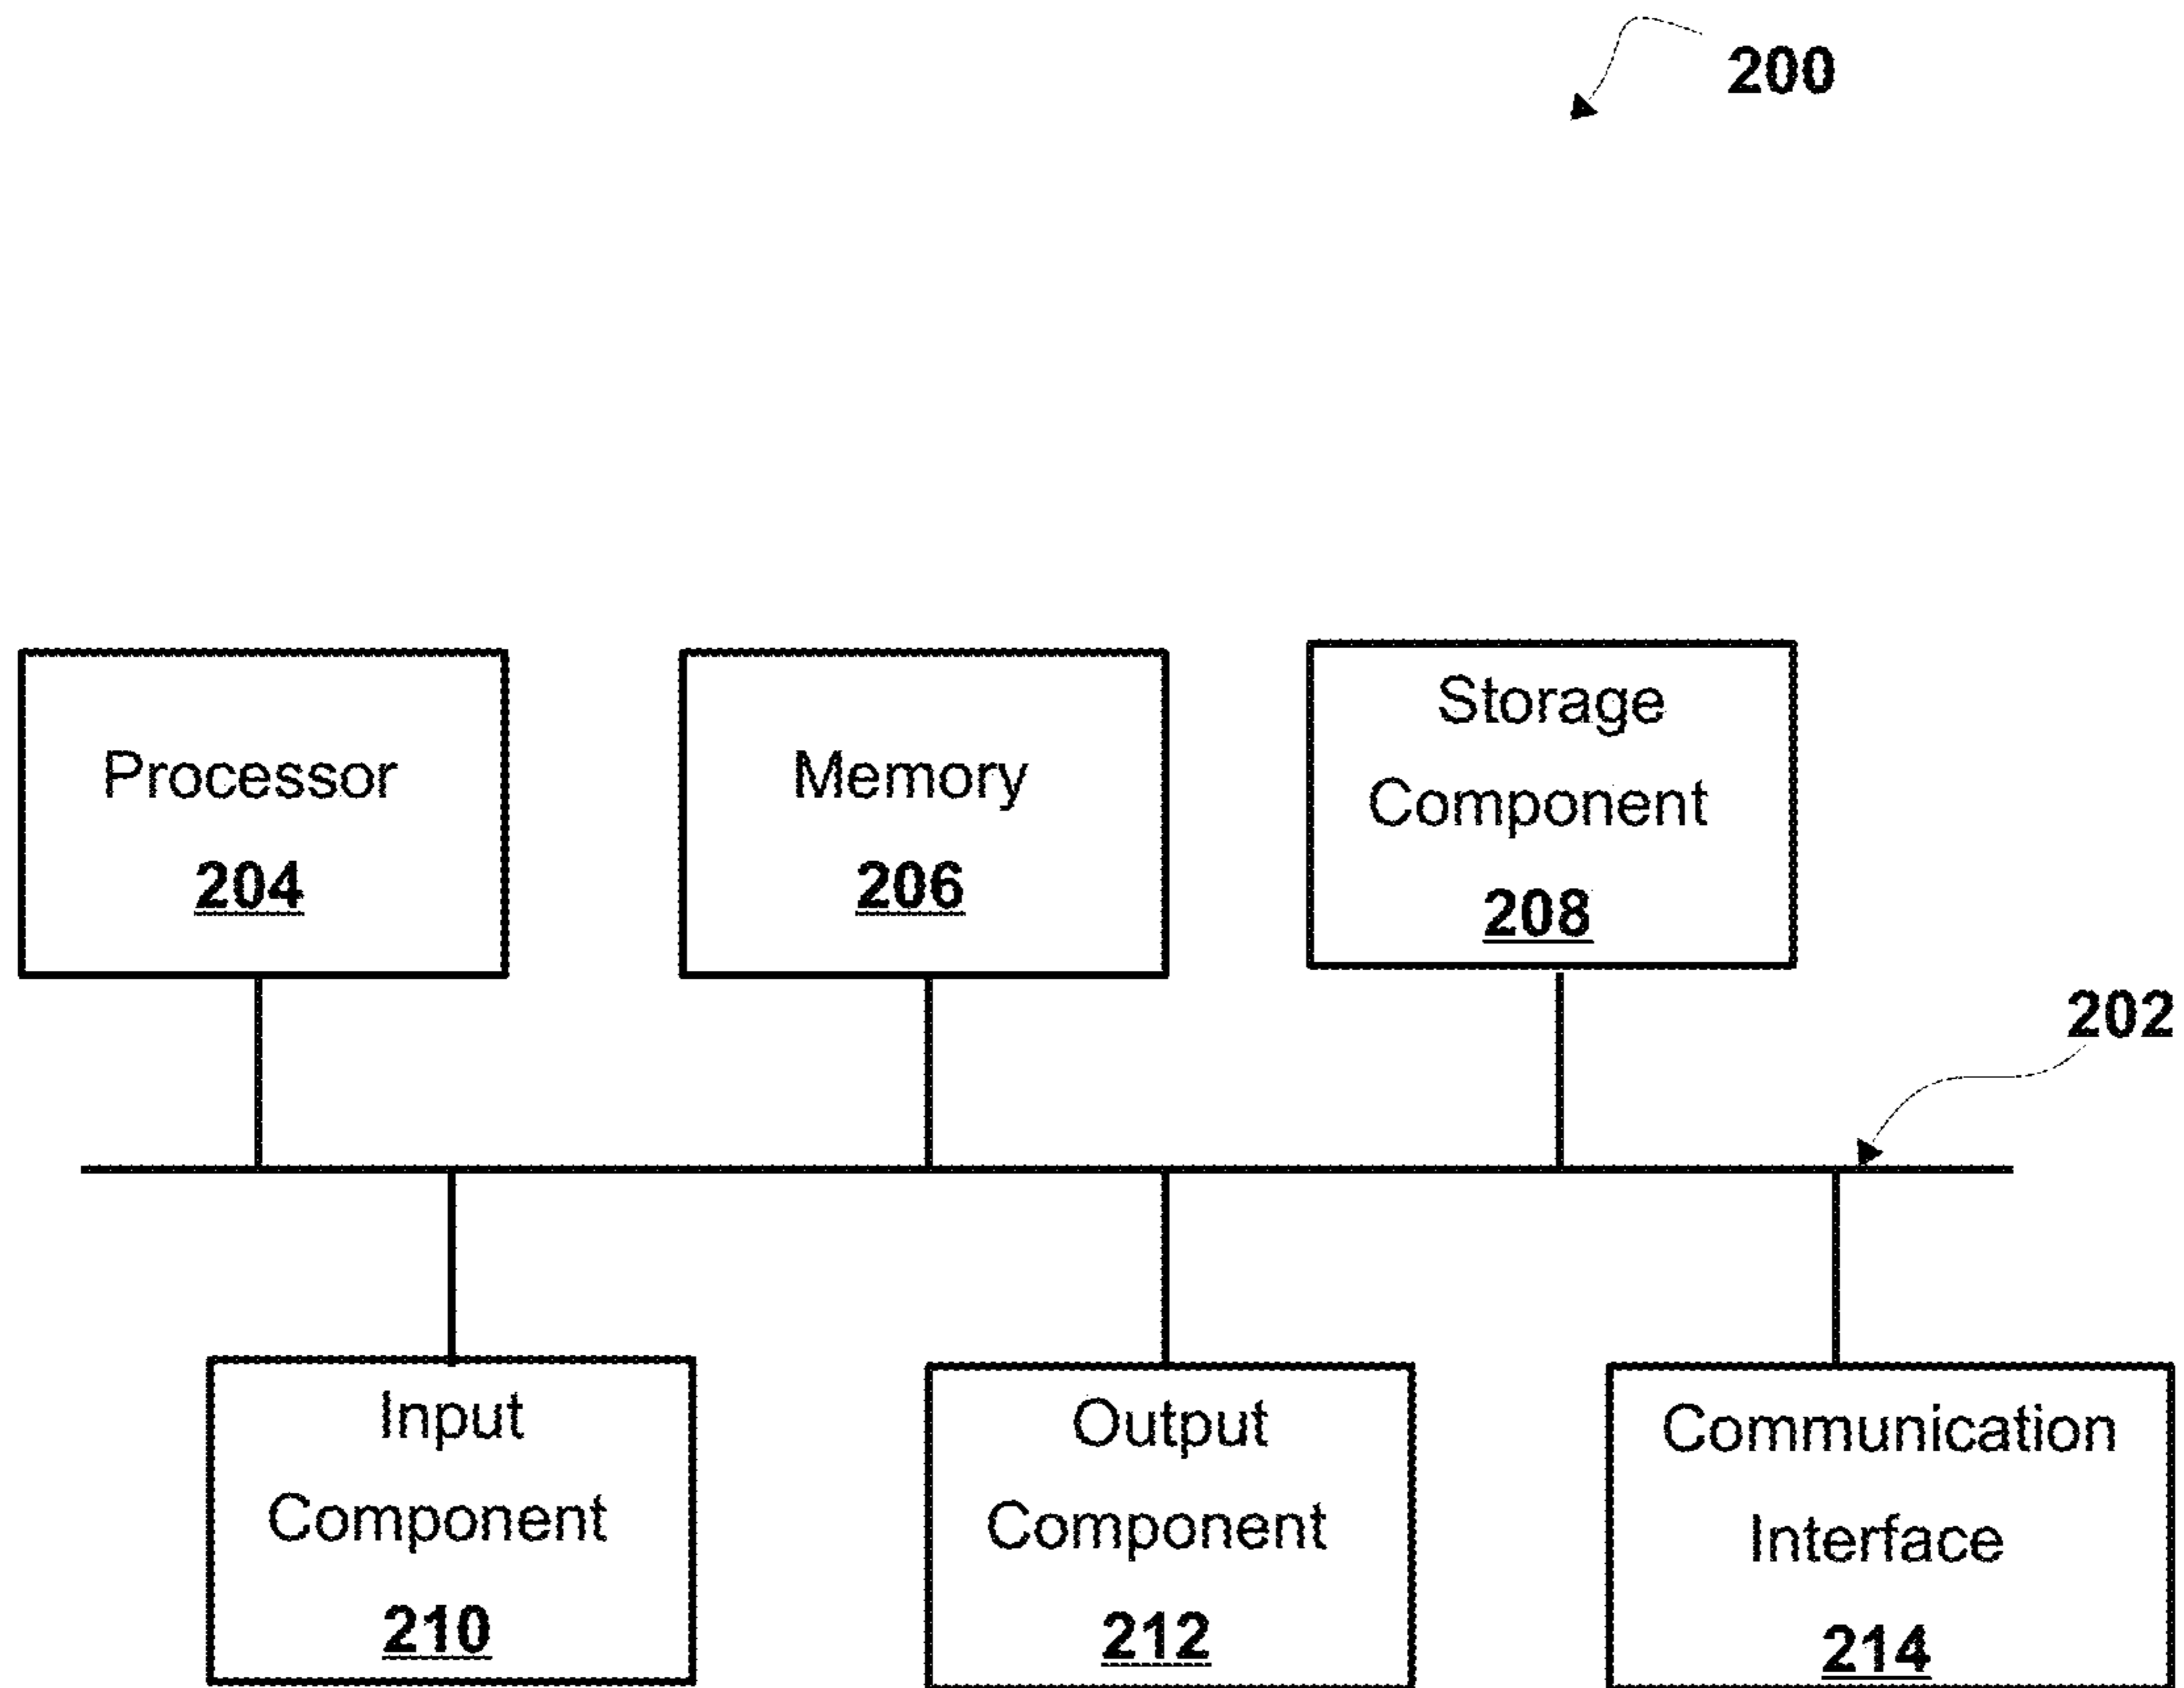 200
Processor
204
Memory
206
Storage
Component
208
202
Input
Component
210
Output
Component
212
Communication
Interface
214